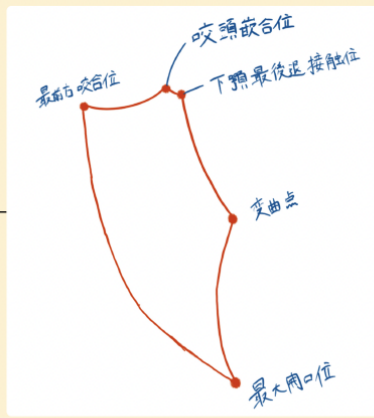 咬頭嵌合位
下顎最後退接触位
最前方咬合位
変曲点
最大開口位